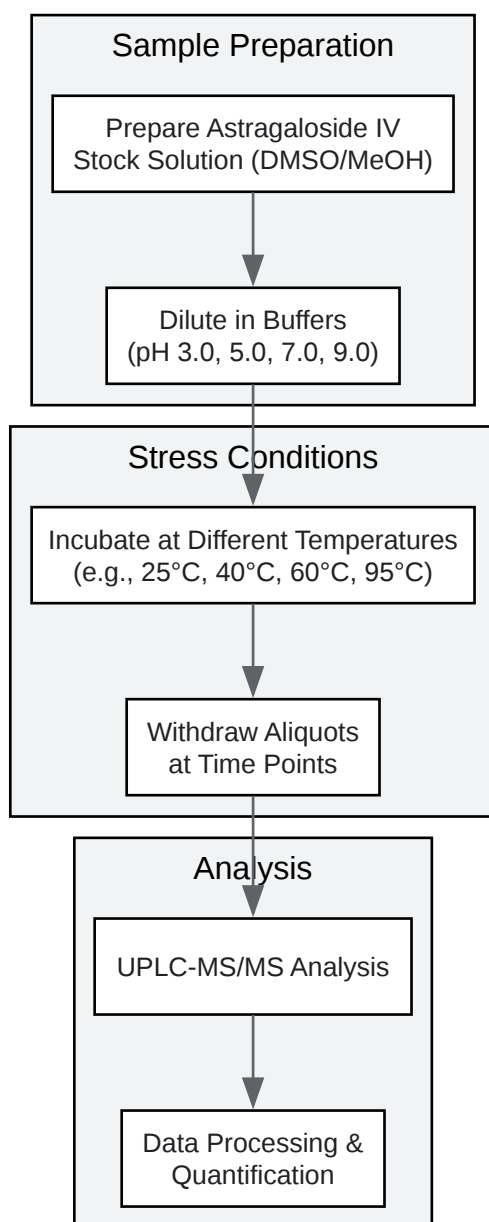 Sample Preparation
Prepare Astragaloside IV
Stock Solution (DMSO/MeOH)
Dilute in Buffers
(pH 3.0, 5.0, 7.0, 9.0)
Stress Conditions
Incubate at Different Temperatures
(e.g., 25°C, 40°C, 60°C, 95°C)
Withdraw Aliquots
at Time Points
Analysis
UPLC-MS/MS Analysis
Data Processing &
Quantification